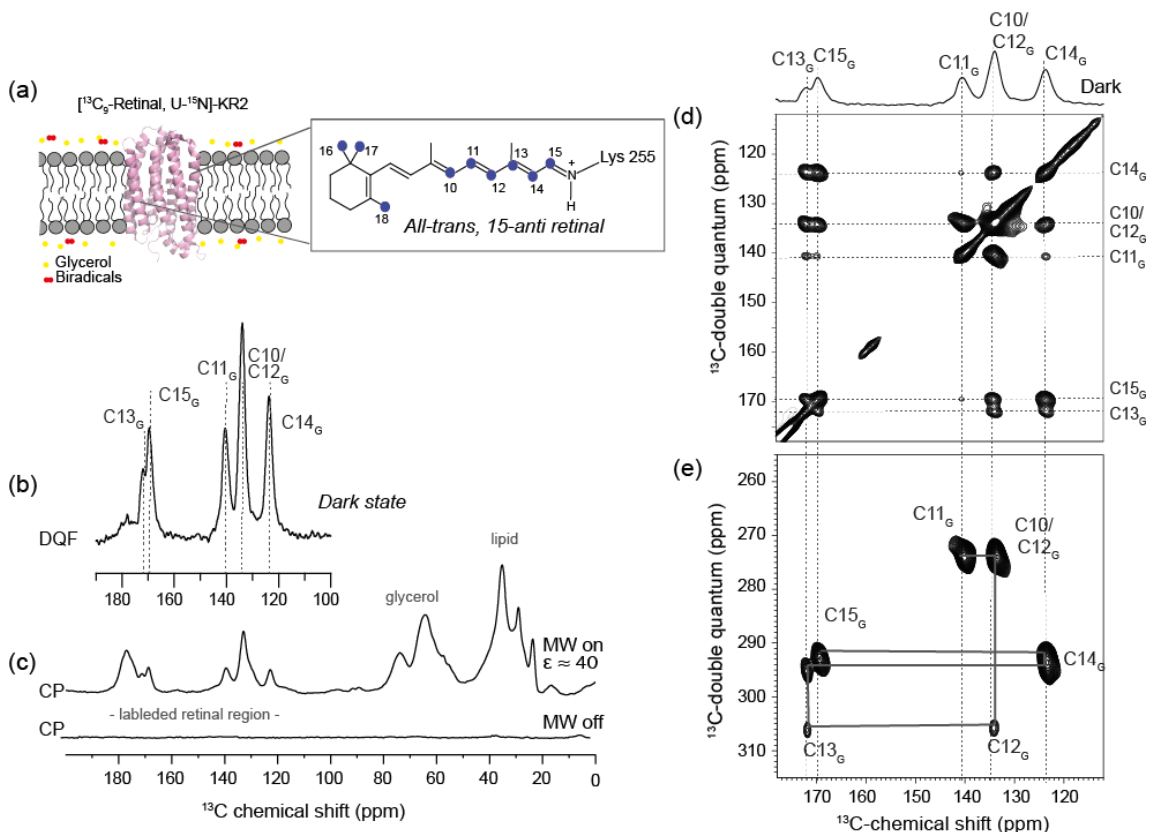 (a)
[¹³C₉-Retinal, U-¹⁵N]-KR2
Glycerol
Biradicals
16
17
18
10
11
12
13
14
15
N
+
H
Lys 255
All-trans, 15-anti retinal
(b)
DQF
C13G
C15G
C11G
C10/
C12G
C14G
Dark state
180 160 140 120 100
(c)
CP
CP
glycerol
lipid
MW on
ε ≈ 40
- lableded retinal region -
MW off
180 160 140 120 100 80 60 40 20 0
¹³C chemical shift (ppm)
(d)
C13G
C15G
C11G
C10/
C12G
C14G
Dark
¹³C-double quantum (ppm)
120
130
140
150
160
170
C14G
C10/
C12G
C11G
C15G
C13G
(e)
¹³C-double quantum (ppm)
260
270
280
290
300
310
C11G
C10/
C12G
C15G
C14G
C13G
C12G
170 160 150 140 130 120
¹³C-chemical shift (ppm)